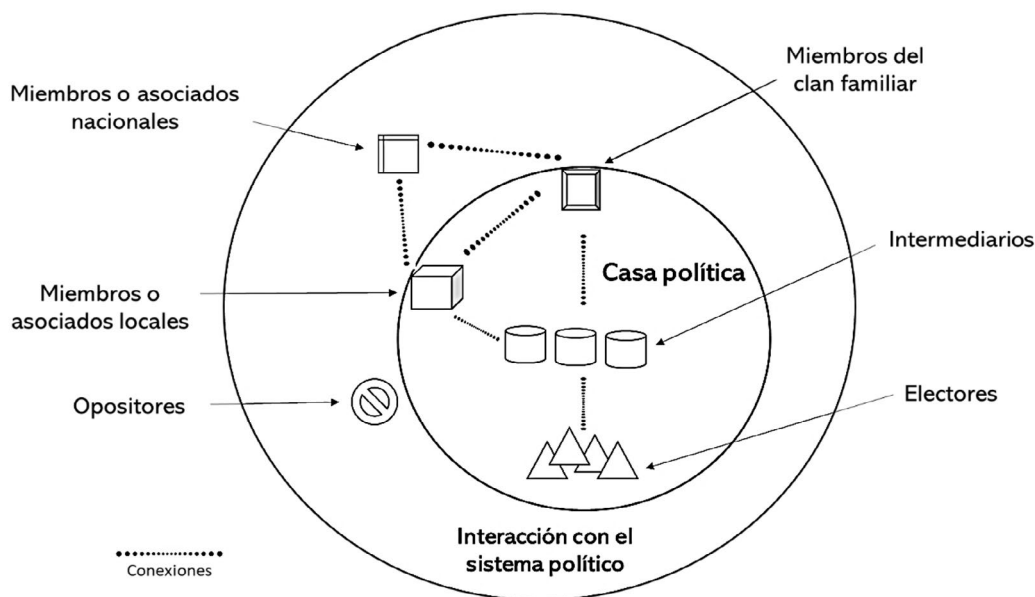 Miembros o asociados
nacionales
Miembros del
clan familiar
Intermediarios
Casa política
Miembros o
asociados locales
Opositores
Electores
Interacción con el
sistema político
Conexiones